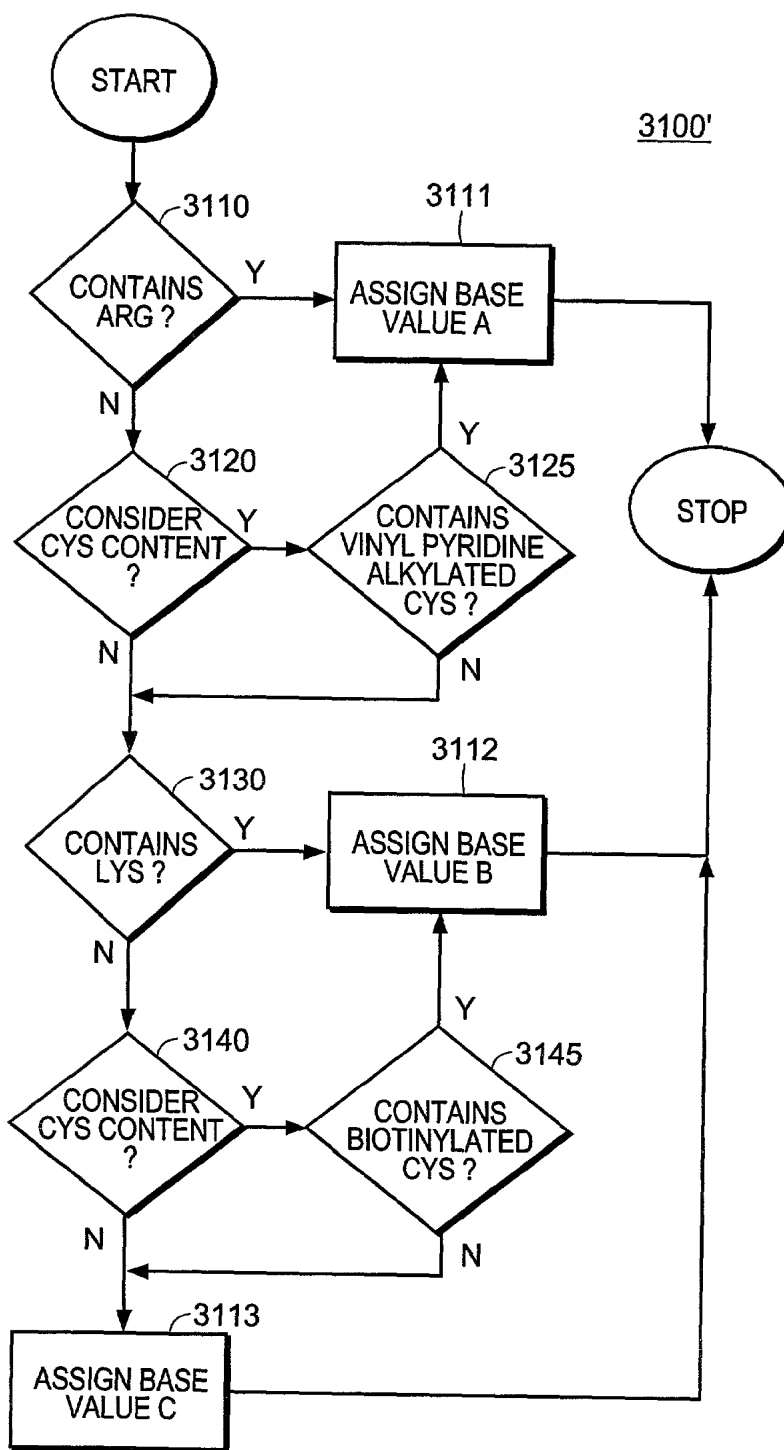 START
3100'
3110
CONTAINS
ARG ?
Y
N
3111
ASSIGN BASE
VALUE A
3120
CONSIDER
CYS CONTENT
?
Y
N
3125
CONTAINS
VINYL PYRIDINE
ALKYLATED
CYS ?
Y
N
STOP
3130
CONTAINS
LYS ?
Y
N
3112
ASSIGN BASE
VALUE B
3140
CONSIDER
CYS CONTENT
?
Y
N
3145
CONTAINS
BIOTINYLATED
CYS ?
Y
N
3113
ASSIGN BASE
VALUE C